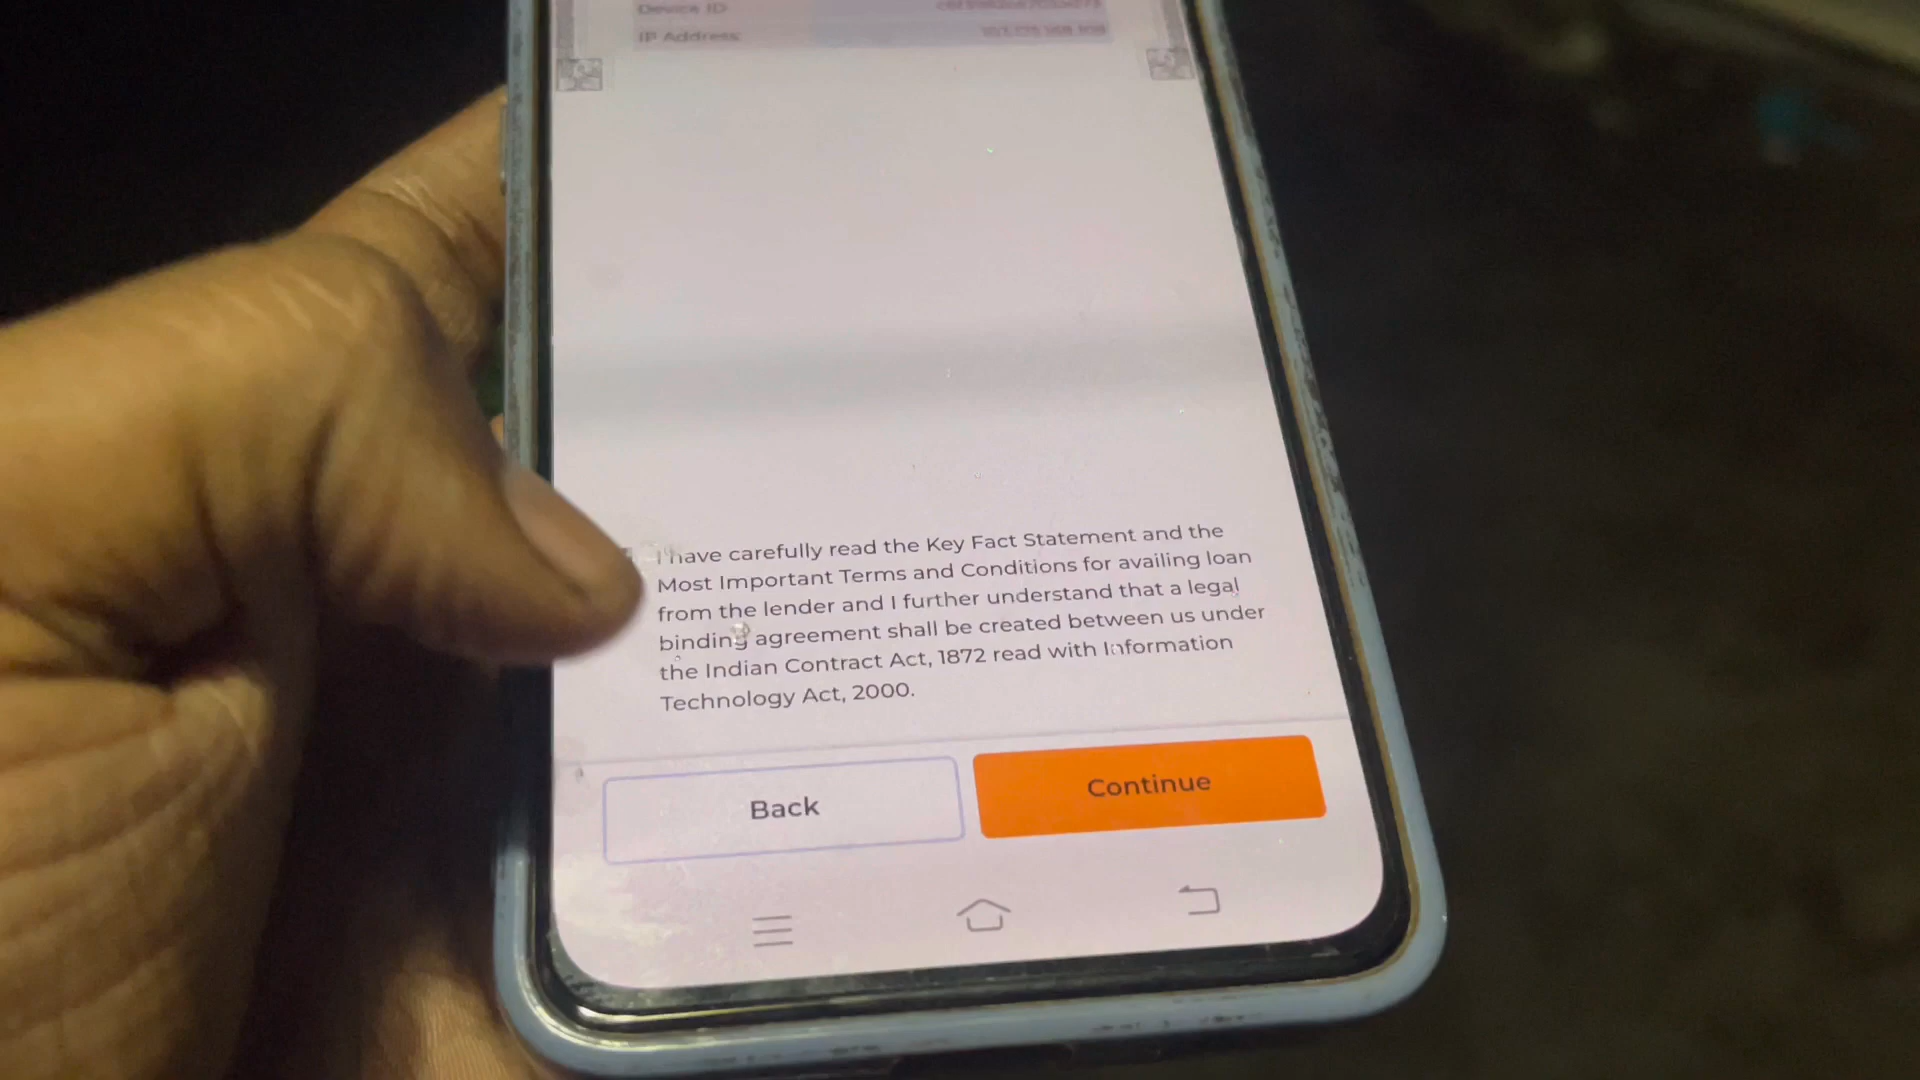 Device ID
IP Address
I have carefully read the Key Fact Statement and the
Most Important Terms and Conditions for availing loan
from the lender and I further understand that a legal
binding agreement shall be created between us under
the Indian Contract Act, 1872 read with Information
Technology Act, 2000.
Back
Continue